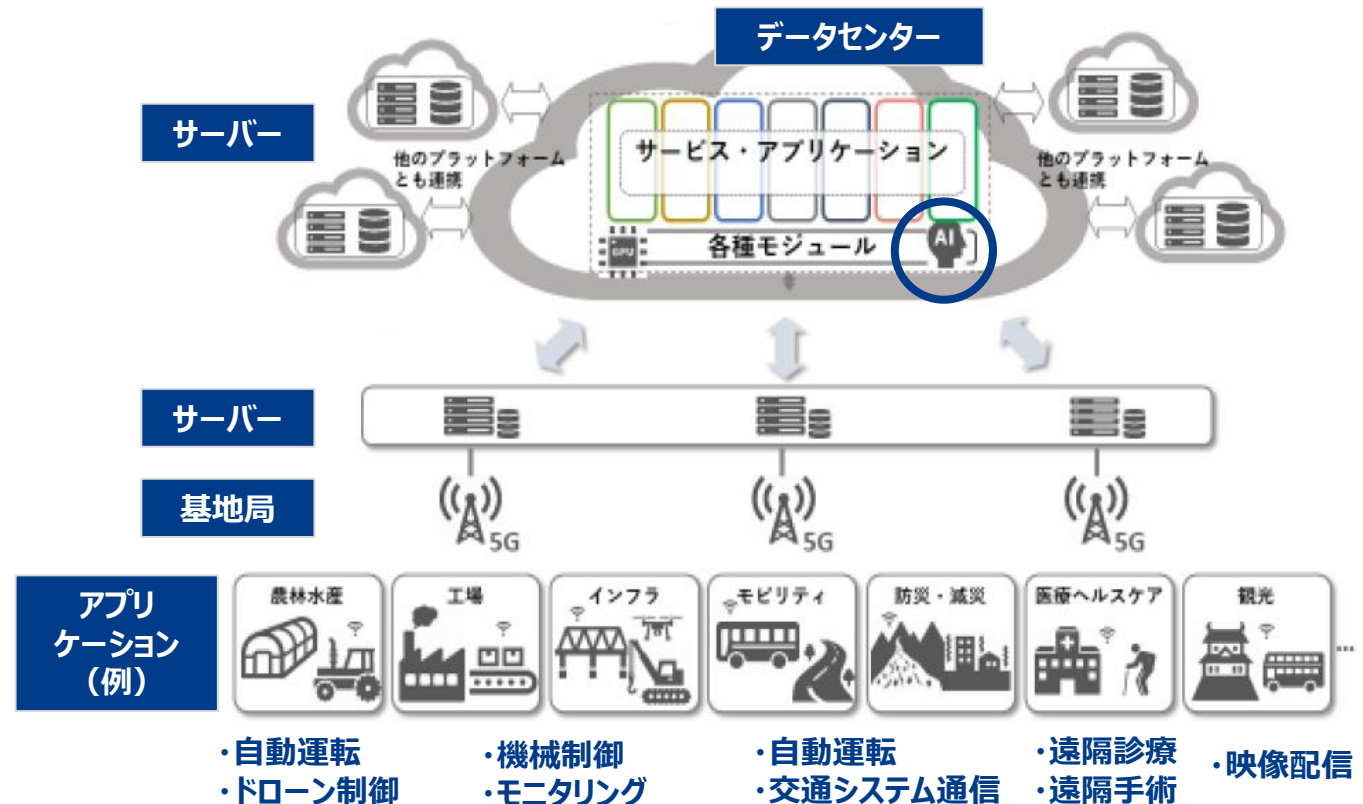 データセンター
サーバー
他のプラットフォーム
とも連携
サービス・アプリケーション
他のプラットフォーム
とも連携
GPU
各種モジュール
AI
サーバー
基地局
5G
5G
5G
アプリ
ケーション
（例）
農林水産
工場
インフラ
モビリティ
防災・減災
医療ヘルスケア
観光
…
・自動運転
・ドローン制御
・機械制御
・モニタリング
・自動運転
・交通システム通信
・遠隔診療
・遠隔手術
・映像配信